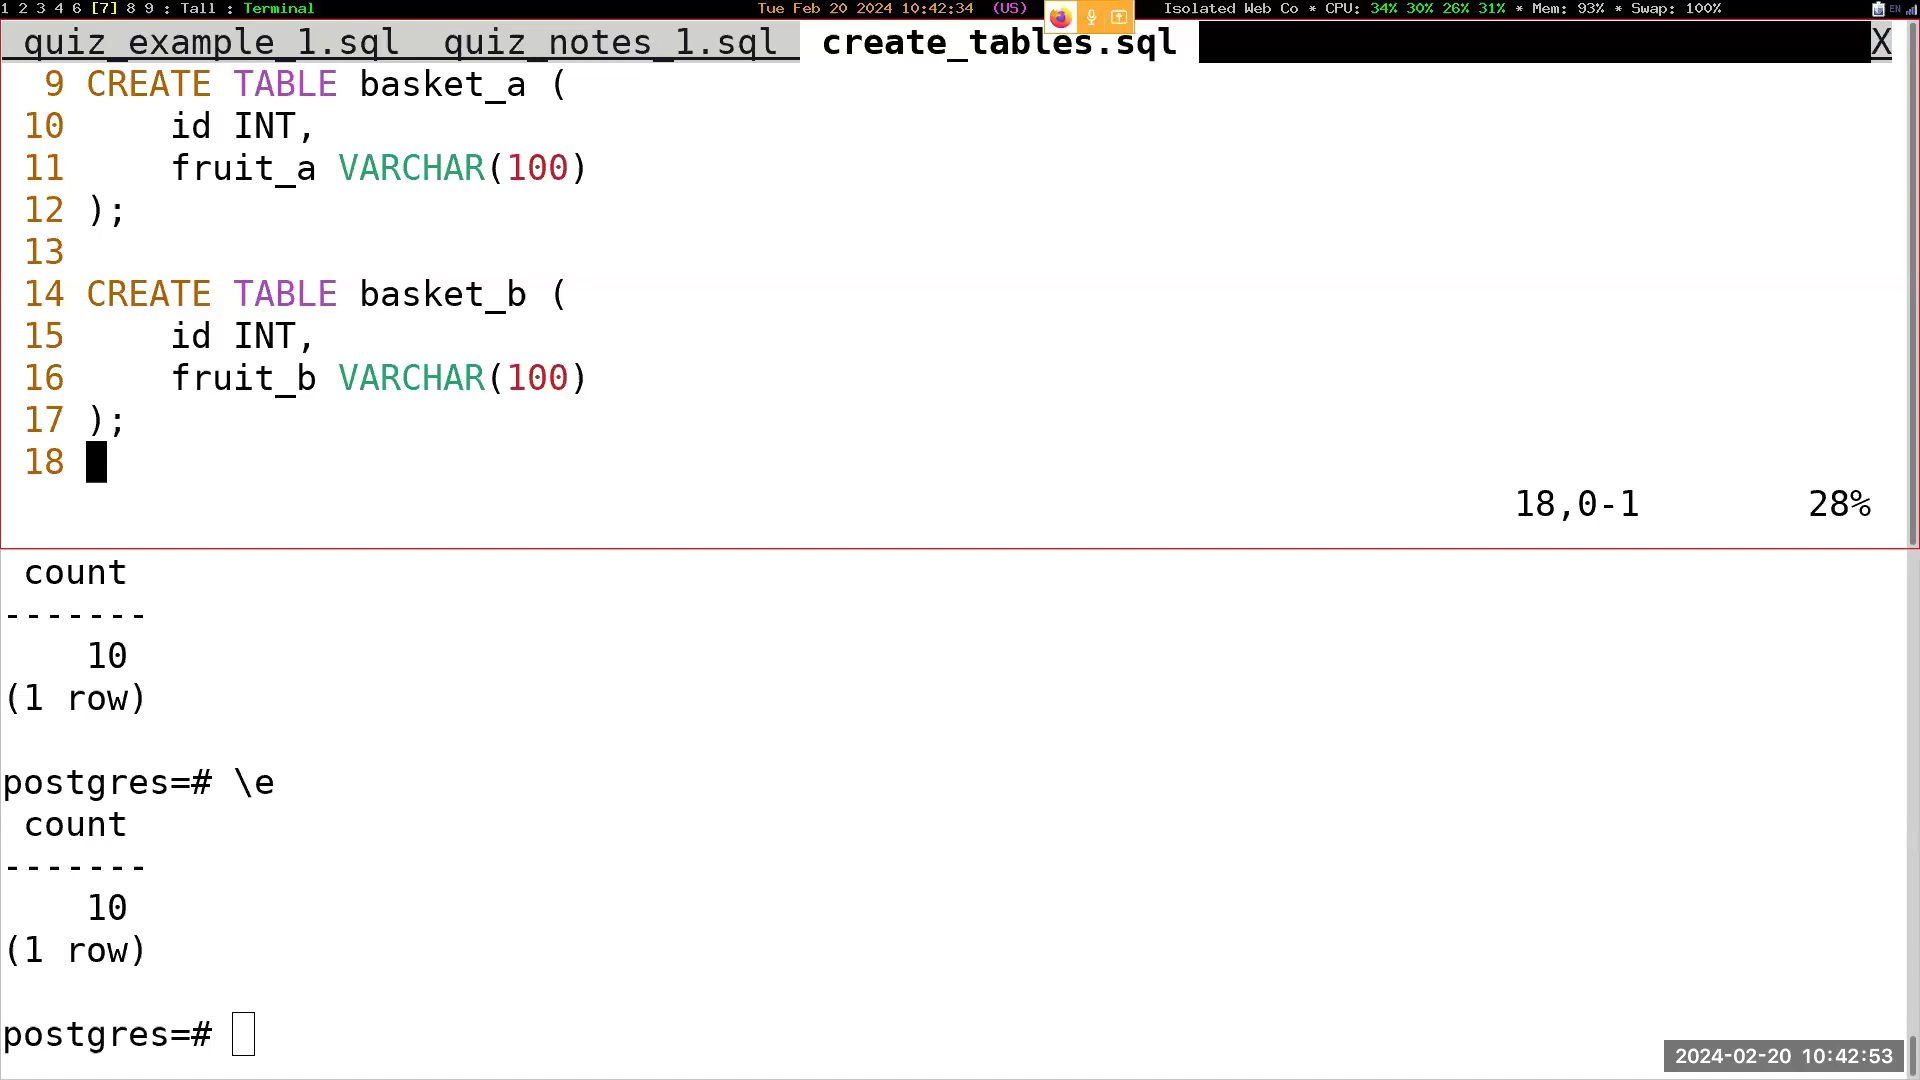 1 2 3 4 6 [7] 8 9 : Tall : Terminal Tue Feb 20 2024 10:42:34 (US) Isolated Web Co * CPU: 34% 30% 26% 31% * Mem: 93% * Swap: 100% EN
quiz_example_1.sql quiz_notes_1.sql create_tables.sql X
9 CREATE TABLE basket_a (
10 id INT,
11 fruit_a VARCHAR(100)
12 );
13
14 CREATE TABLE basket_b (
15 id INT,
16 fruit_b VARCHAR(100)
17 );
18
18,0-1 28%
count
-------
10
(1 row)
postgres=# \e
count
-------
10
(1 row)
postgres=#
2024-02-20 10:42:53